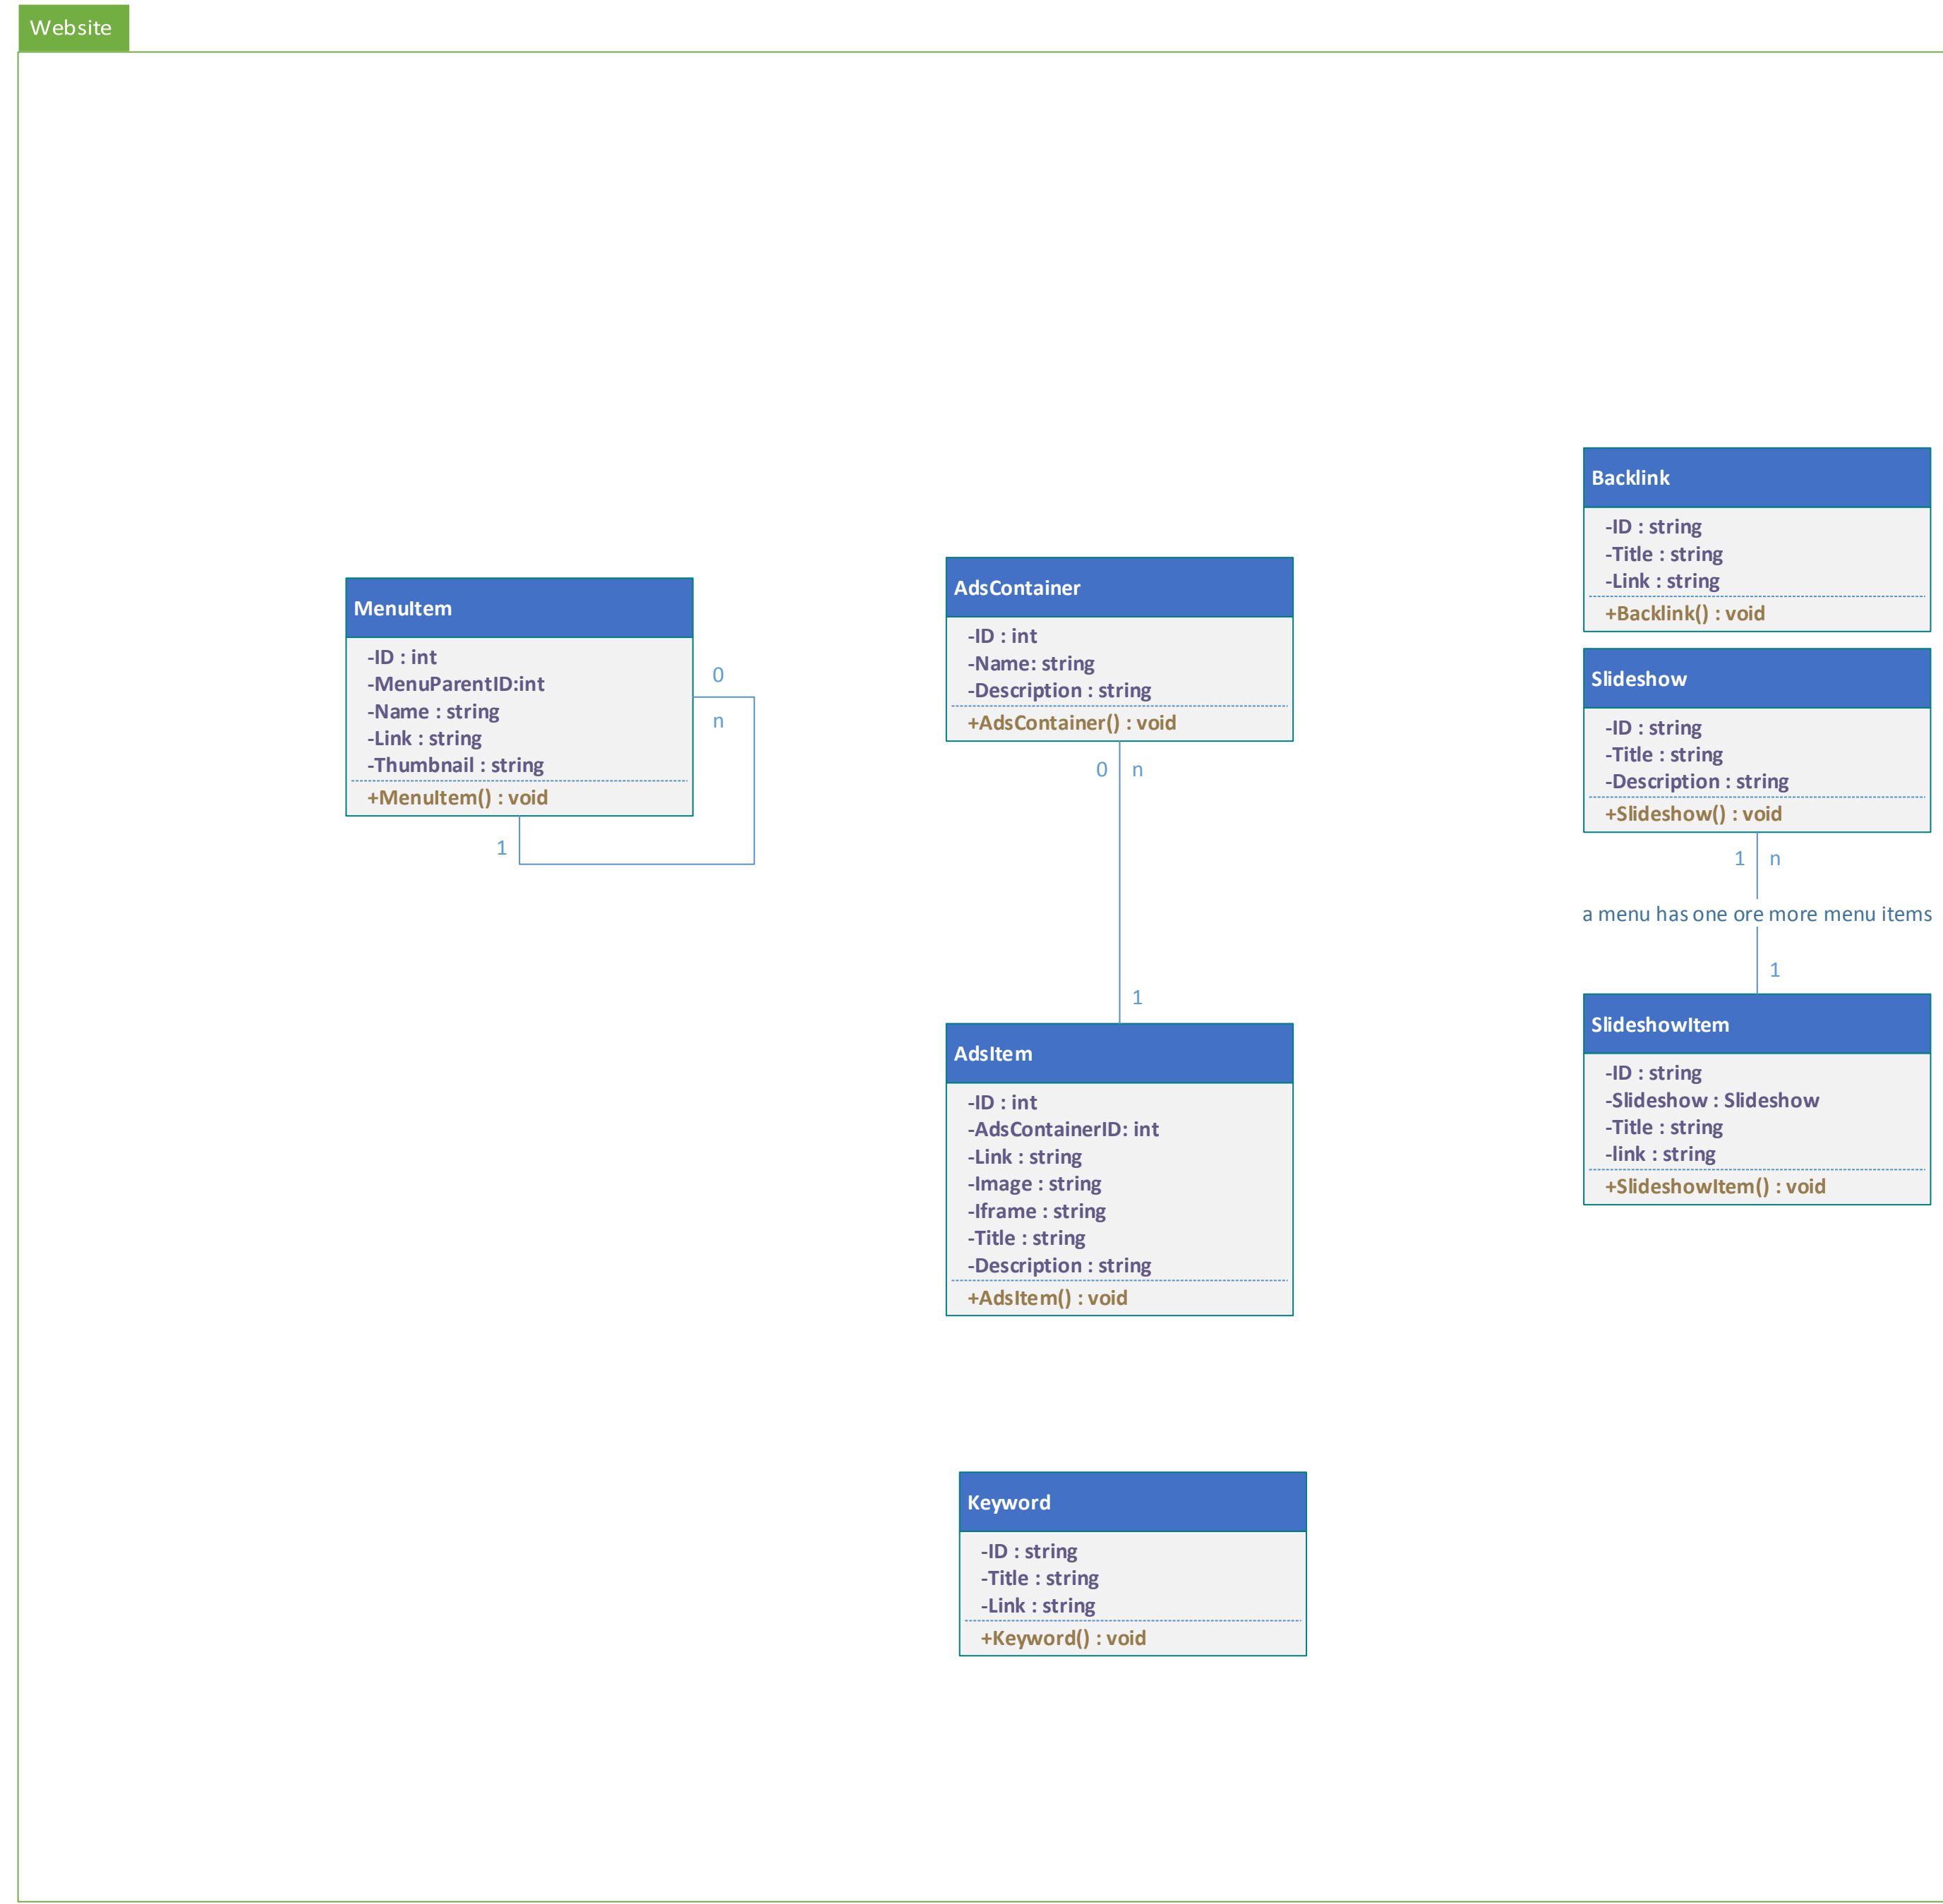 Website
MenuItem
-ID : int
-MenuParentID:int
-Name : string
-Link : string
-Thumbnail : string
+MenuItem() : void
0
n
1
AdsContainer
-ID : int
-Name: string
-Description : string
+AdsContainer() : void
0 n
1
AdsItem
-ID : int
-AdsContainerID: int
-Link : string
-Image : string
-Iframe : string
-Title : string
-Description : string
+AdsItem() : void
Keyword
-ID : string
-Title : string
-Link : string
+Keyword() : void
Backlink
-ID : string
-Title : string
-Link : string
+Backlink() : void
Slideshow
-ID : string
-Title : string
-Description : string
+Slideshow() : void
1 n
a menu has one ore more menu items
1
SlideshowItem
-ID : string
-Slideshow : Slideshow
-Title : string
-link : string
+SlideshowItem() : void